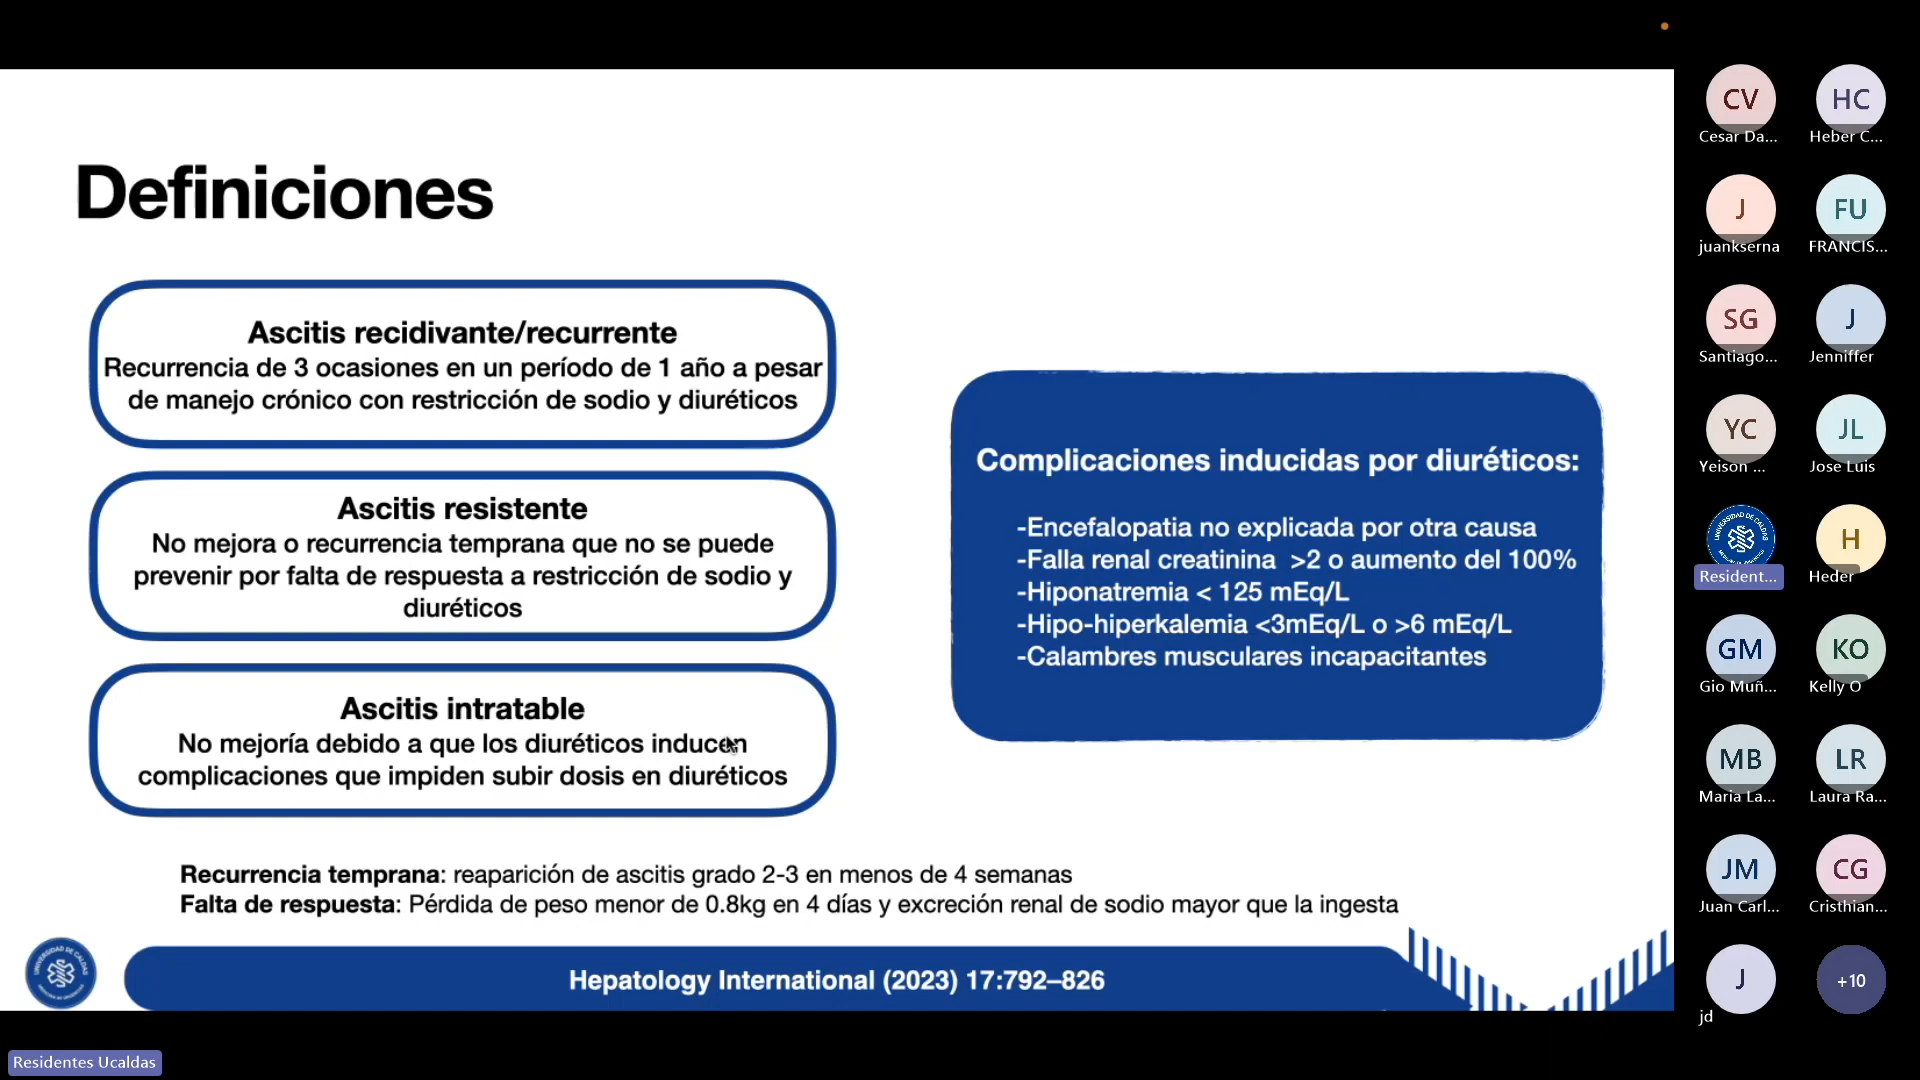 Definiciones
Ascitis recidivante/recurrente
Recurrencia de 3 ocasiones en un período de 1 año a pesar
de manejo crónico con restricción de sodio y diuréticos
Ascitis resistente
No mejora o recurrencia temprana que no se puede
prevenir por falta de respuesta a restricción de sodio y
diuréticos
Ascitis intratable
No mejoría debido a que los diuréticos inducen
complicaciones que impiden subir dosis en diuréticos
Complicaciones inducidas por diuréticos:
-Encefalopatia no explicada por otra causa
-Falla renal creatinina >2 o aumento del 100%
-Hiponatremia < 125 mEq/L
-Hipo-hiperkalemia <3mEq/L o >6 mEq/L
-Calambres musculares incapacitantes
Recurrencia temprana: reaparición de ascitis grado 2-3 en menos de 4 semanas
Falta de respuesta: Pérdida de peso menor de 0.8kg en 4 días y excreción renal de sodio mayor que la ingesta
UNIVERSIDAD DE CALDAS
Hepatology International (2023) 17:792–826
CV
HC
Cesar Da...
Heber C...
J
FU
juankserna
FRANCIS...
SG
J
Santiago...
Jenniffer
YC
JL
Yeison ...
Jose Luis
UNIVERSIDAD DE CALDAS
H
Resident...
Heder
GM
KO
Gio Muñ...
Kelly O
MB
LR
Maria La...
Laura Ra...
JM
CG
Juan Carl...
Cristhian...
J
+10
jd
Residentes Ucaldas